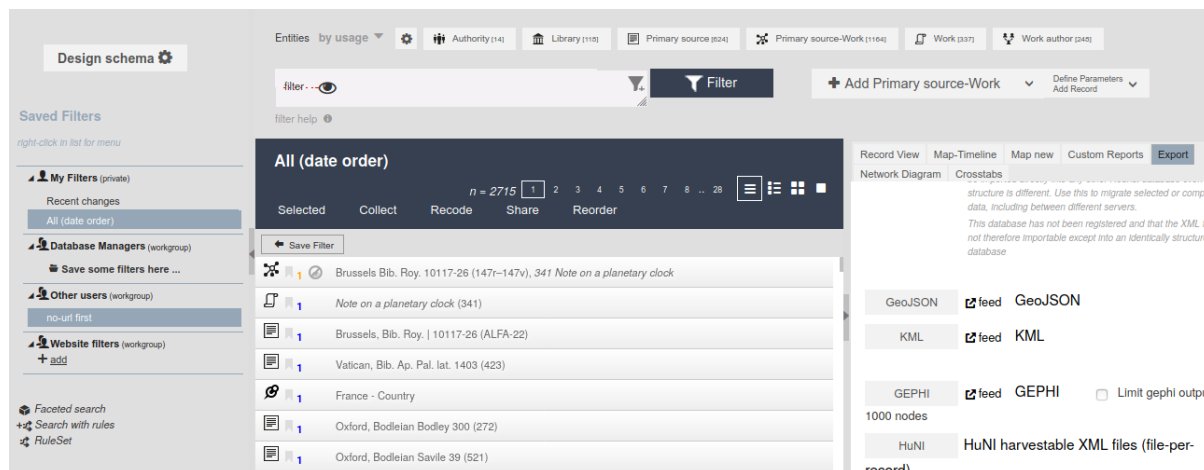 Design schema
Saved Filters
right-click in list for menu
My Filters (private)
Recent changes
All (date order)
Database Managers (workgroup)
Save some filters here ...
Other users (workgroup)
no-url first
Website filters (workgroup)
add
Faceted search
Search with rules
RuleSet
Entities by usage Authority [14] Library [115] Primary source [624] Primary source-Work [1164] Work [337] Work author [245]
filter
Filter
Add Primary source-Work
Define Parameters
Add Record
filter help
All (date order)
n = 2715 1 2 3 4 5 6 7 8 .. 28
Selected Collect Recode Share Reorder
Save Filter
1 Brussels Bib. Roy. 10117-26 (147r–147v), 341 Note on a planetary clock
1 Note on a planetary clock (341)
1 Brussels, Bib. Roy. | 10117-26 (ALFA-22)
1 Vatican, Bib. Ap. Pal. lat. 1403 (423)
1 France - Country
1 Oxford, Bodleian Bodley 300 (272)
1 Oxford, Bodleian Savile 39 (521)
Record View Map-Timeline Map new Custom Reports Export
Network Diagram Crosstabs
structure is different. Use this to migrate selected or comp
data, including between different servers.
This database has not been registered and that the XML
not therefore importable except into an identically structure
database
GeoJSON feed GeoJSON
KML feed KML
GEPHI feed GEPHI Limit gephi outpu
1000 nodes
HuNI HuNI harvestable XML files (file-per-
record)